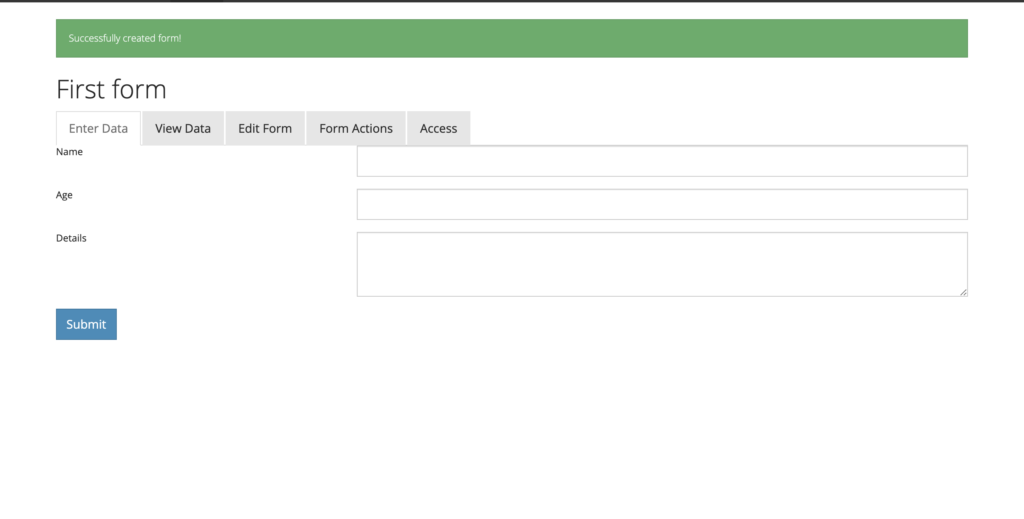 Successfully created form!
First form
Enter Data View Data Edit Form Form Actions Access
Name
Age
Details
Submit